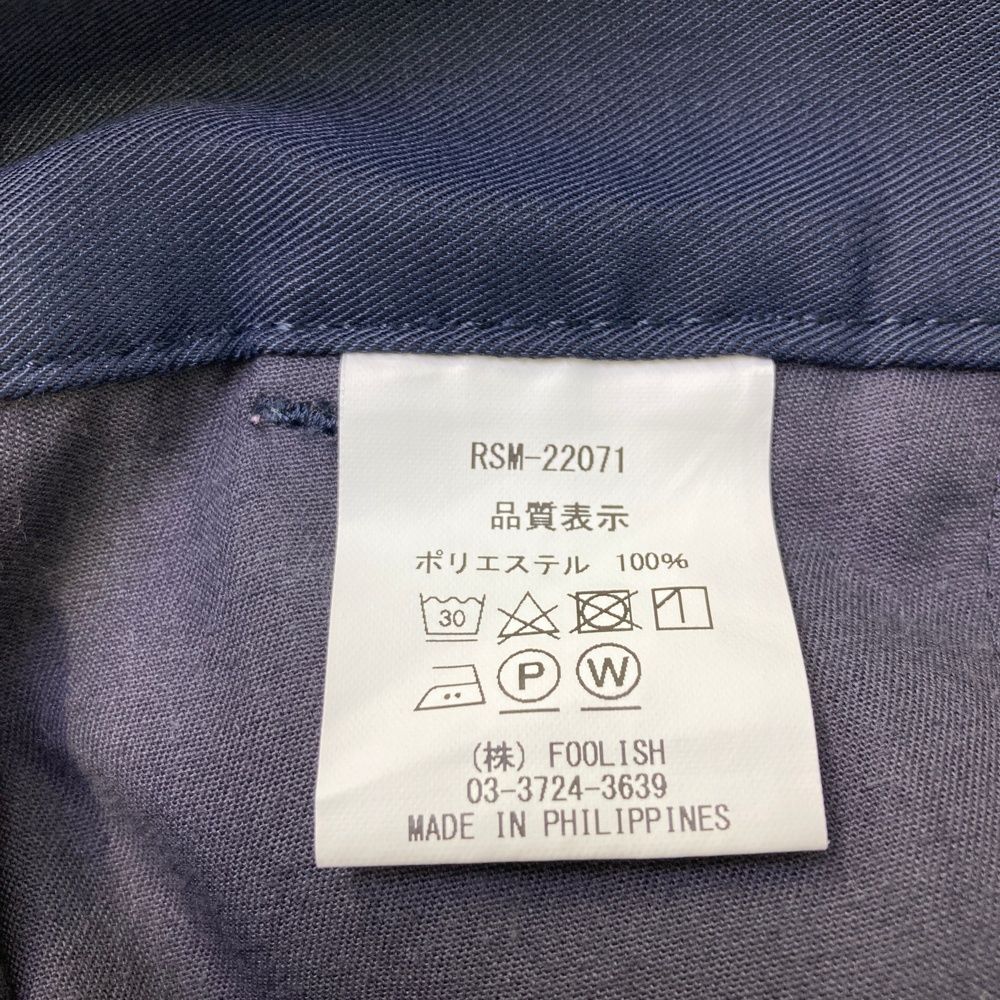 RSM-22071
品質表示
ポリエステル 100%
30
P W
(株) FOOLISH
03-3724-3639
MADE IN PHILIPPINES